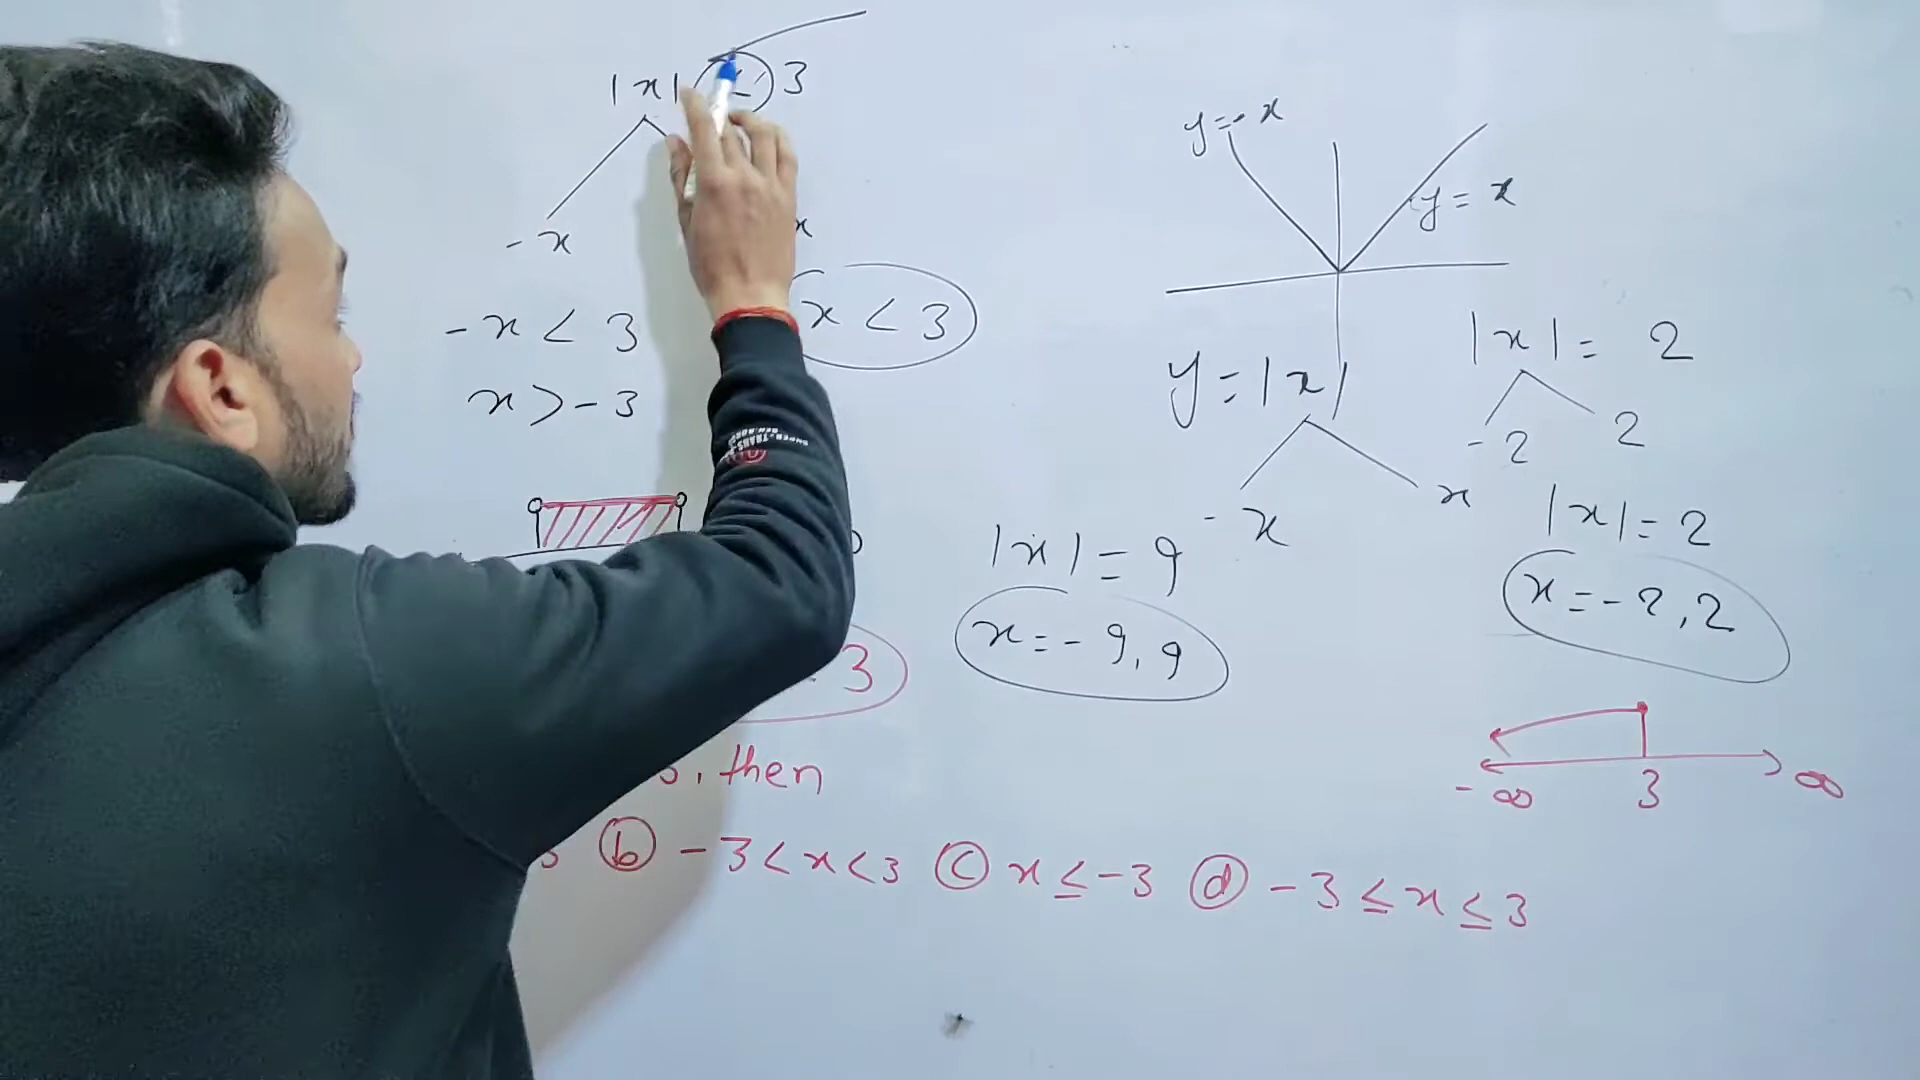 |x| < 3
-x
x
-x < 3
x < 3
x > -3
3
, then
ⓑ -3 < x < 3 ⓒ x ≤ -3 ⓓ -3 ≤ x ≤ 3
y = -x
y = x
y = |x|
-x
x
|x| = 9
x = -9, 9
|x| = 2
-2
2
|x| = 2
x = -2, 2
-∞ 3 ∞